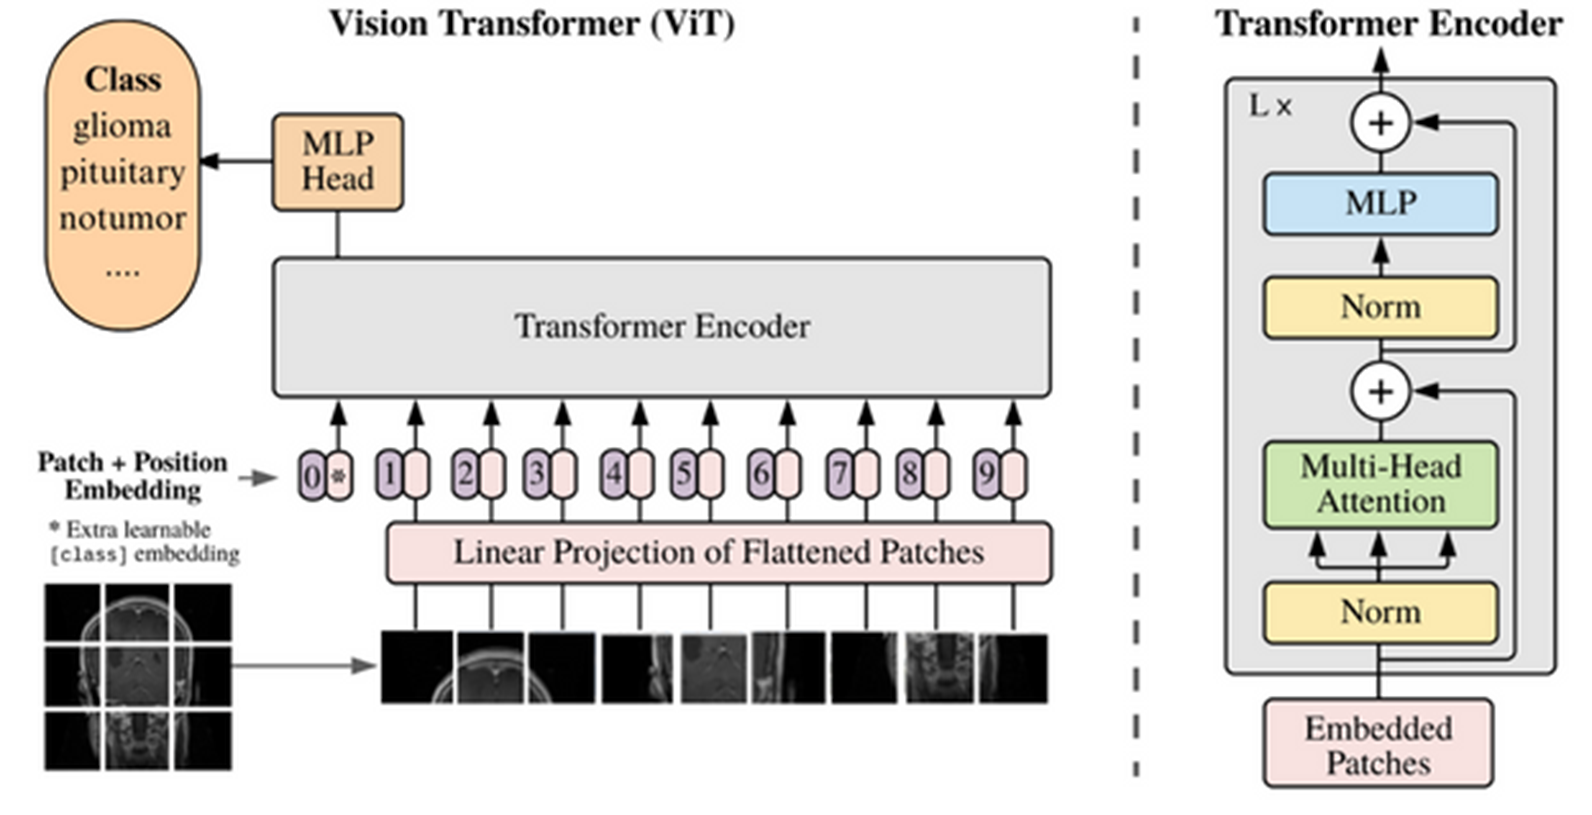 Vision Transformer (ViT)
Class
glioma
pituitary
notumor
....
MLP
Head
Transformer Encoder
Patch + Position
Embedding
0 * 1 2 3 4 5 6 7 8 9
* Extra learnable
[class] embedding
Linear Projection of Flattened Patches
Transformer Encoder
L x
+
MLP
Norm
+
Multi-Head
Attention
Norm
Embedded
Patches